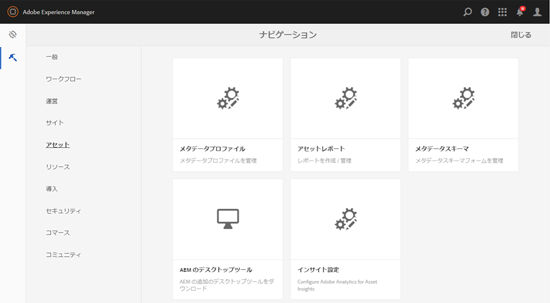 Adobe Experience Manager
ナビゲーション
閉じる
一般
ワークフロー
運営
サイト
アセット
リソース
導入
セキュリティ
コマース
コミュニティ
メタデータプロファイル
メタデータプロファイルを管理
アセットレポート
レポートを作成 / 管理
メタデータスキーマ
メタデータスキーマフォームを管理
AEM のデスクトップツール
AEM の追加のデスクトップツールをダ
ウンロード
インサイト設定
Configure Adobe Analytics for Asset
Insights